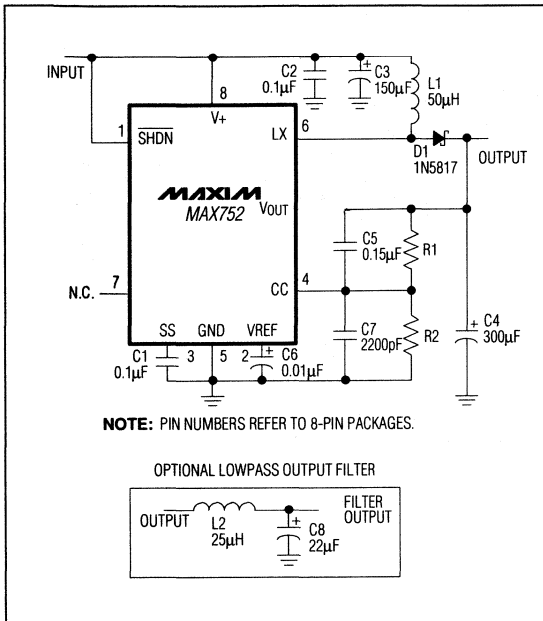 INPUT
C2
0.1µF
+
C3
150µF
L1
50µH
8
V+
1
SHDN
LX
6
D1
1N5817
OUTPUT
MAXIM
MAX752
VOUT
C5
0.15µF
R1
7
N.C.
4
CC
C7
2200pF
R2
+
C4
300µF
SS
GND
VREF
C1
0.1µF
3
5
2
+
C6
0.01µF
NOTE: PIN NUMBERS REFER TO 8-PIN PACKAGES.
OPTIONAL LOWPASS OUTPUT FILTER
OUTPUT
L2
25µH
+
C8
22µF
FILTER
OUTPUT